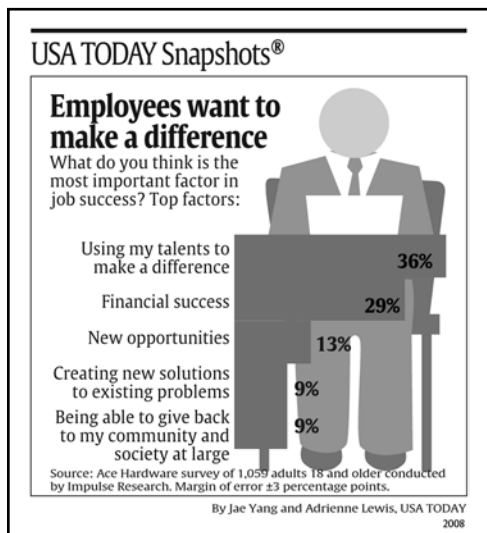 USA TODAY Snapshots®
Employees want to
make a difference
What do you think is the
most important factor in
job success? Top factors:
Using my talents to
make a difference
36%
Financial success
29%
New opportunities
13%
Creating new solutions
to existing problems
9%
Being able to give back
to my community and
society at large
9%
Source: Ace Hardware survey of 1,059 adults 18 and older conducted
by Impulse Research. Margin of error ±3 percentage points.
By Jae Yang and Adrienne Lewis, USA TODAY
2008